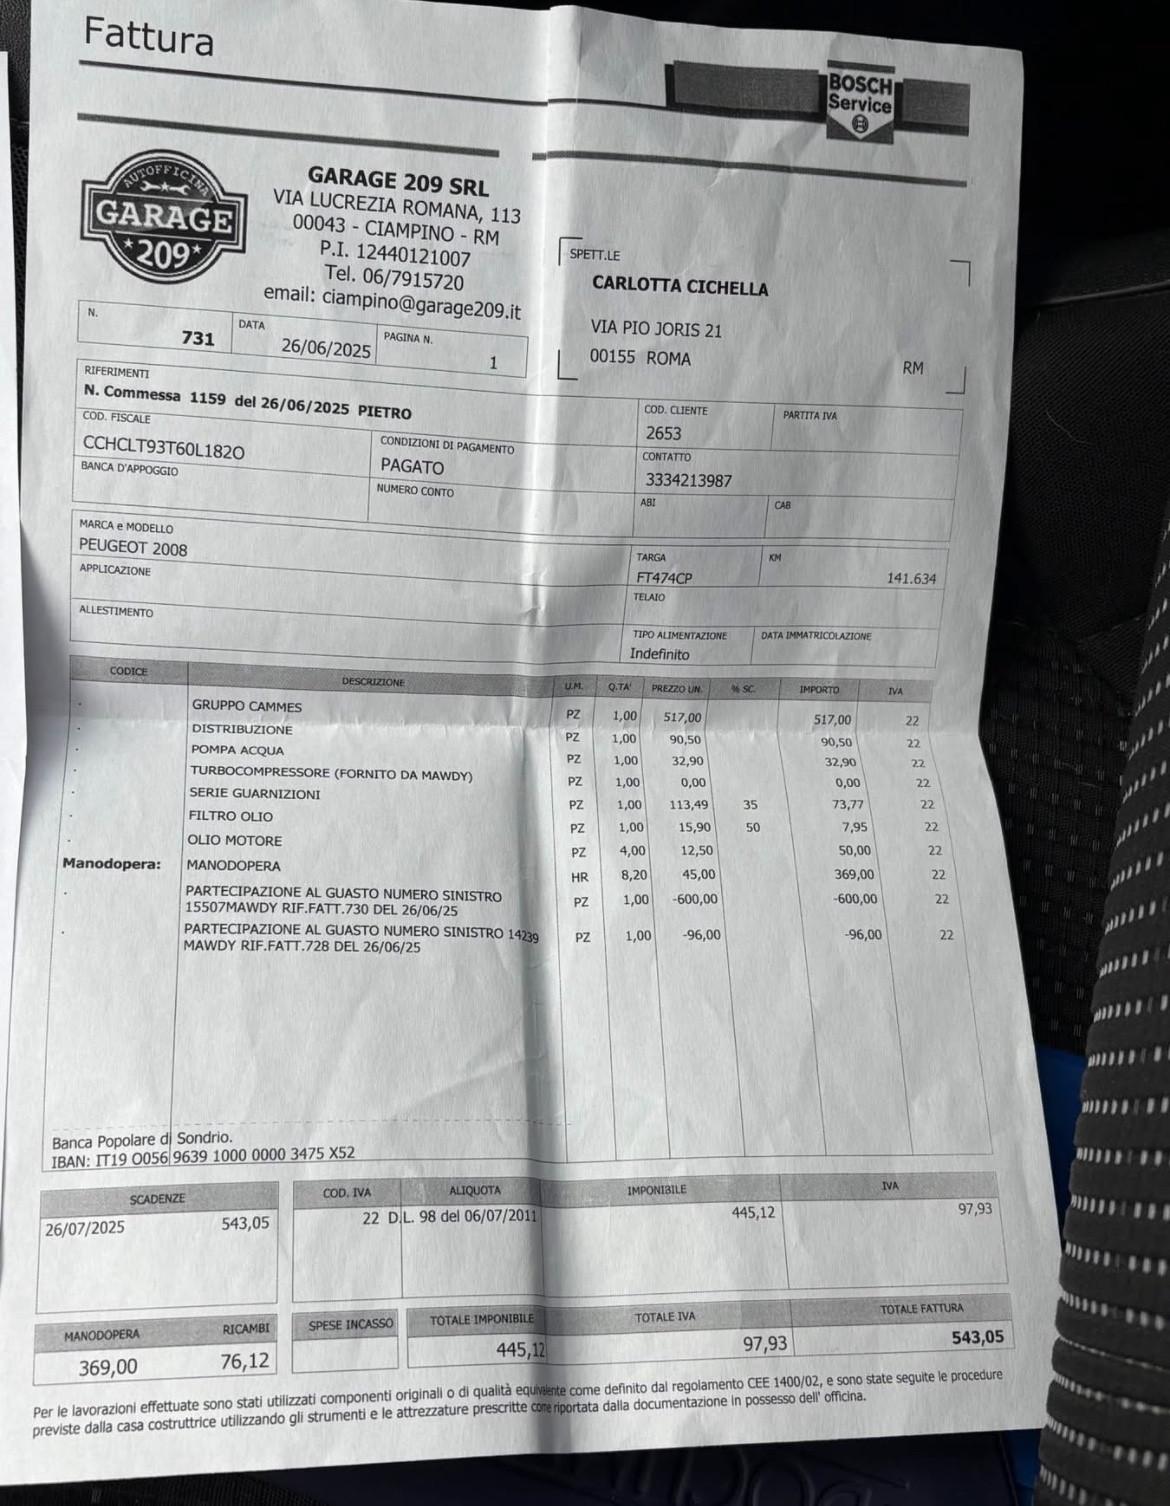 Fattura
BOSCH
Service
AUTOFFICINA
GARAGE
209
GARAGE 209 SRL
VIA LUCREZIA ROMANA, 113
00043 - CIAMPINO - RM
P.I. 12440121007
Tel. 06/7915720
email: ciampino@garage209.it
SPETT.LE
CARLOTTA CICHELLA
VIA PIO JORIS 21
00155 ROMA RM
N. DATA PAGINA N.
731 26/06/2025 1
RIFERIMENTI
N. Commessa 1159 del 26/06/2025 PIETRO
COD. CLIENTE PARTITA IVA
2653
COD. FISCALE CONDIZIONI DI PAGAMENTO CONTATTO
CCHCLT93T60L182O PAGATO 3334213987
BANCA D'APPOGGIO NUMERO CONTO ABI CAB
MARCA e MODELLO TARGA KM
PEUGEOT 2008 FT474CP 141.634
APPLICAZIONE TELAIO
ALLESTIMENTO TIPO ALIMENTAZIONE DATA IMMATRICOLAZIONE
Indefinito
CODICE DESCRIZIONE U.M. Q.TA' PREZZO UN. % SC. IMPORTO IVA
. GRUPPO CAMMES PZ 1,00 517,00 517,00 22
. DISTRIBUZIONE PZ 1,00 90,50 90,50 22
. POMPA ACQUA PZ 1,00 32,90 32,90 22
. TURBOCOMPRESSORE (FORNITO DA MAWDY) PZ 1,00 0,00 0,00 22
. SERIE GUARNIZIONI PZ 1,00 113,49 35 73,77 22
. FILTRO OLIO PZ 1,00 15,90 50 7,95 22
. OLIO MOTORE PZ 4,00 12,50 50,00 22
Manodopera: MANODOPERA HR 8,20 45,00 369,00 22
. PARTECIPAZIONE AL GUASTO NUMERO SINISTRO PZ 1,00 -600,00 -600,00 22
15507MAWDY RIF.FATT.730 DEL 26/06/25
. PARTECIPAZIONE AL GUASTO NUMERO SINISTRO 14239 PZ 1,00 -96,00 -96,00 22
MAWDY RIF.FATT.728 DEL 26/06/25
Banca Popolare di Sondrio.
IBAN: IT19 O056 9639 1000 0000 3475 X52
SCADENZE COD. IVA ALIQUOTA IMPONIBILE IVA
26/07/2025 543,05 22 D.L. 98 del 06/07/2011 445,12 97,93
MANODOPERA RICAMBI SPESE INCASSO TOTALE IMPONIBILE TOTALE IVA TOTALE FATTURA
369,00 76,12 445,12 97,93 543,05
Per le lavorazioni effettuate sono stati utilizzati componenti originali o di qualità equivalente come definito dal regolamento CEE 1400/02, e sono state seguite le procedure
previste dalla casa costruttrice utilizzando gli strumenti e le attrezzature prescritte come riportata dalla documentazione in possesso dell' officina.